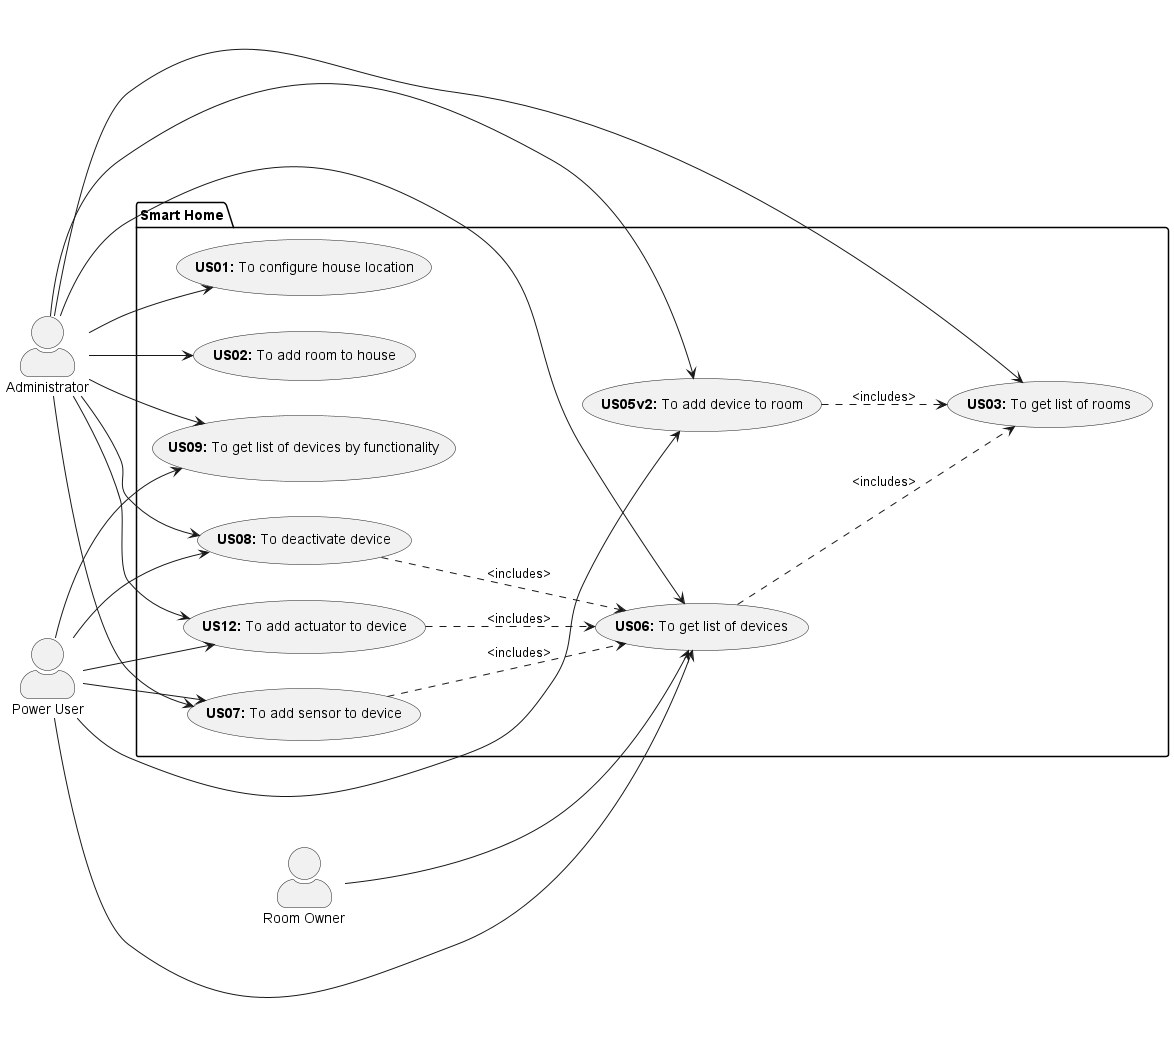 Smart Home
US01: To configure house location
US02: To add room to house
Administrator
US05v2: To add device to room
<includes>
US03: To get list of rooms
US09: To get list of devices by functionality
<includes>
US08: To deactivate device
<includes>
US12: To add actuator to device
<includes>
US06: To get list of devices
<includes>
Power User
US07: To add sensor to device
Room Owner